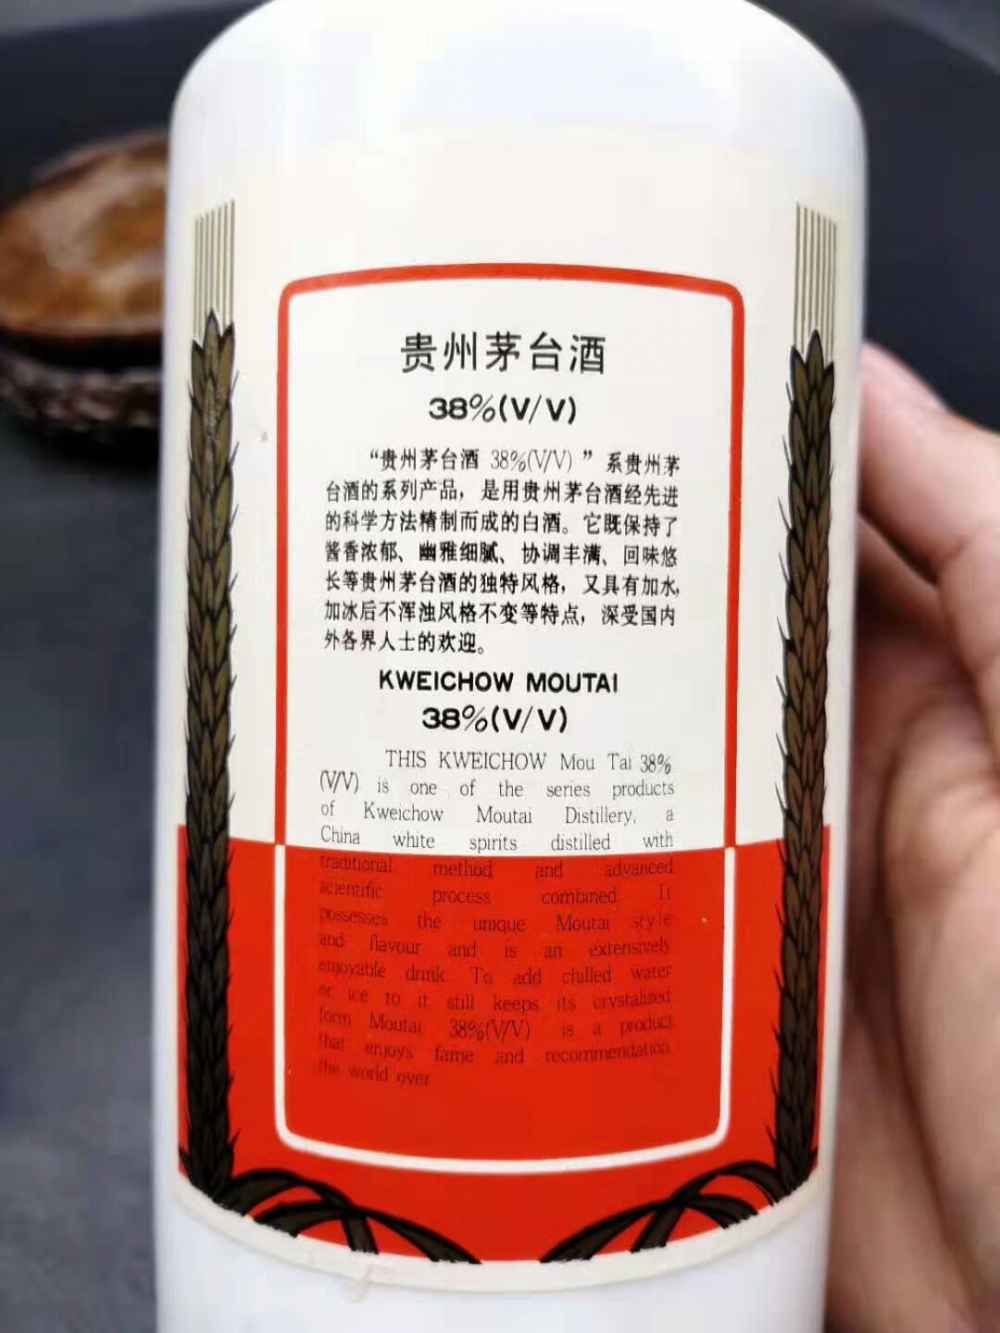 贵州茅台酒
38%(V/V)
“贵州茅台酒 38%(V/V)”系贵州茅
台酒的系列产品，是用贵州茅台酒经先进
的科学方法精制而成的白酒。它既保持了
酱香浓郁、幽雅细腻、协调丰满、回味悠
长等贵州茅台酒的独特风格，又具有加水,
加冰后不浑浊风格不变等特点，深受国内
外各界人士的欢迎。
KWEICHOW MOUTAI
38%(V/V)
THIS KWEICHOW Mou Tai 38%
(V/V) is one of the series products
of Kweichow Moutai Distillery, a
China white spirits distilled with
traditional method and advanced
scientific process combined It
possesses the unique Moutai style
and flavour and is an extensively
enjoyable drink To add chilled water
or ice to it still keeps its crystalized
form Moutai 38%(V/V) is a product
that enjoys fame and recommendation
the world over